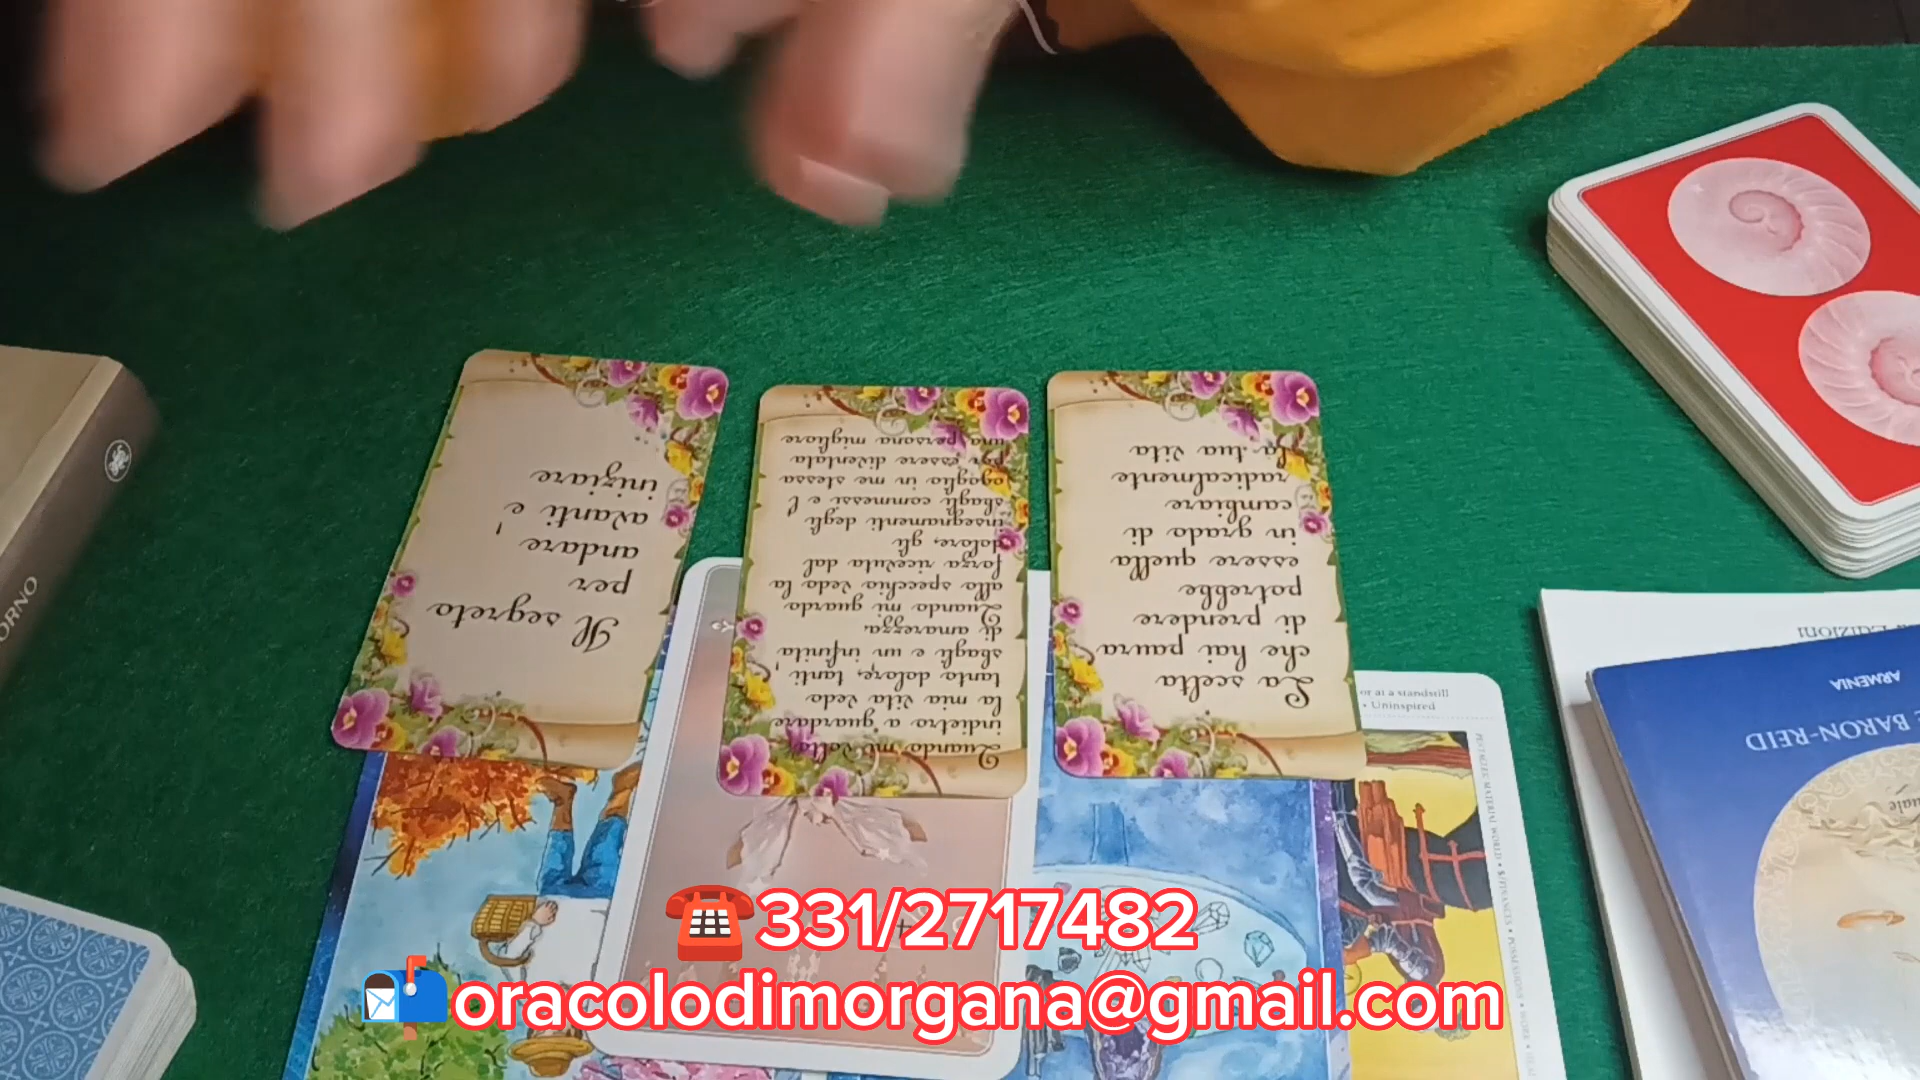 Il segreto
per
andare
avanti e'
iniziare
Quando mi volto
indietro a guardare
la mia vita vedo
tanto dolore, tanti
sbagli e un infinita'
di amarezza.
Quando mi guardo
allo specchio vedo la
forza ricevuta dal
dolore, gli
insegnamenti degli
sbagli commessi e l'
ogoglio in me stessa
per essere diventata
una persona migliore
La scelta
che hai paura
di prendere
potrebbe
essere quella
in grado di
cambiare
radicalmente
la tua vita
or at a standstill
• Uninspired
Edizioni
ARMENIA
BARON-REID
ORNO
331/2717482
oracolodimorgana@gmail.com